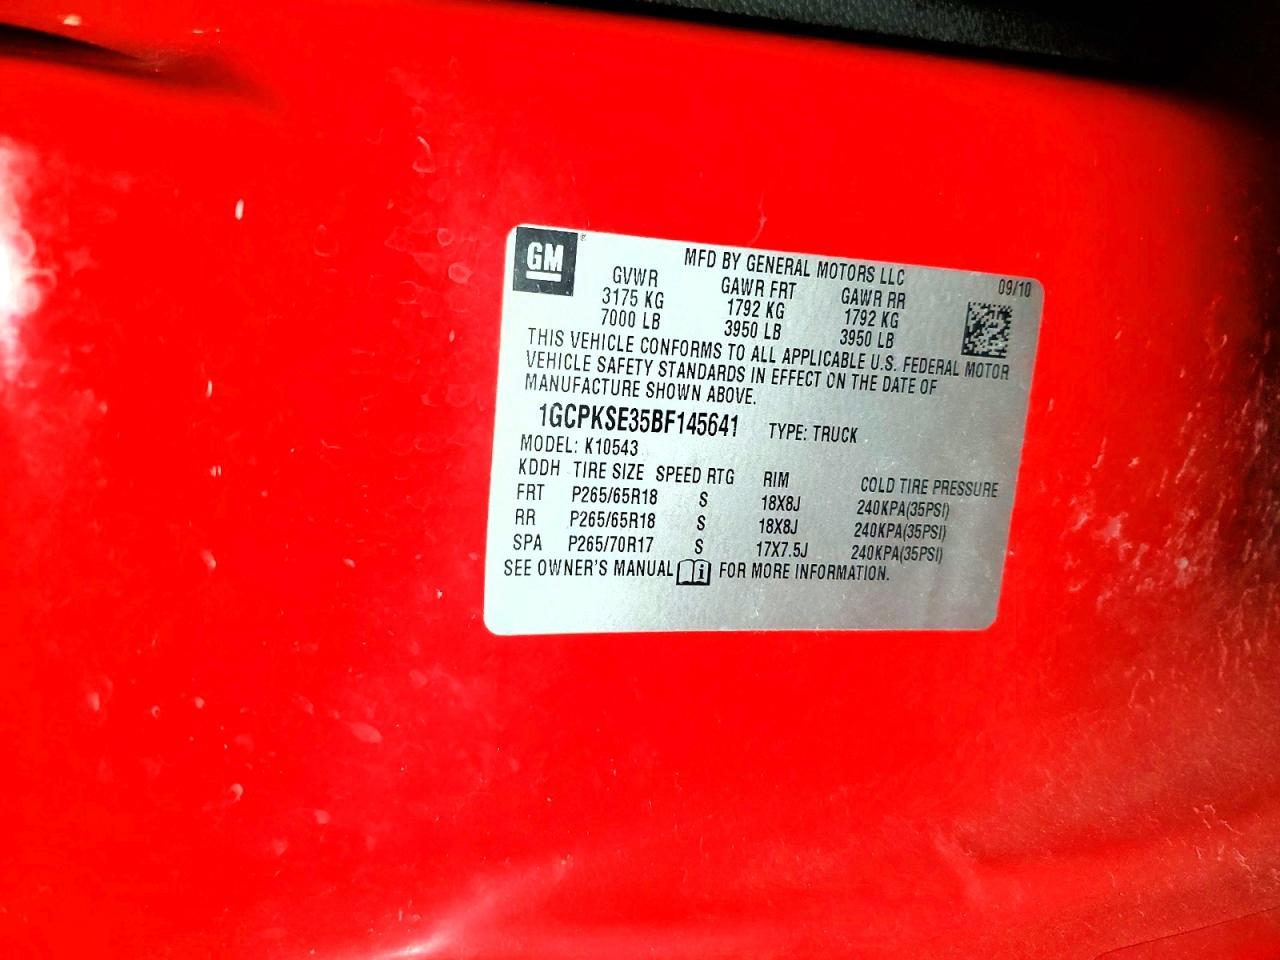 GM
MFD BY GENERAL MOTORS LLC 09/10
GVWR GAWR FRT GAWR RR
3175 KG 1792 KG 1792 KG
7000 LB 3950 LB 3950 LB
THIS VEHICLE CONFORMS TO ALL APPLICABLE U.S. FEDERAL MOTOR
VEHICLE SAFETY STANDARDS IN EFFECT ON THE DATE OF
MANUFACTURE SHOWN ABOVE.
1GCPKSE35BF145641 TYPE: TRUCK
MODEL: K10543
KDDH TIRE SIZE SPEED RTG RIM COLD TIRE PRESSURE
FRT P265/65R18 S 18X8J 240KPA(35PSI)
RR P265/65R18 S 18X8J 240KPA(35PSI)
SPA P265/70R17 S 17X7.5J 240KPA(35PSI)
SEE OWNER'S MANUAL i FOR MORE INFORMATION.